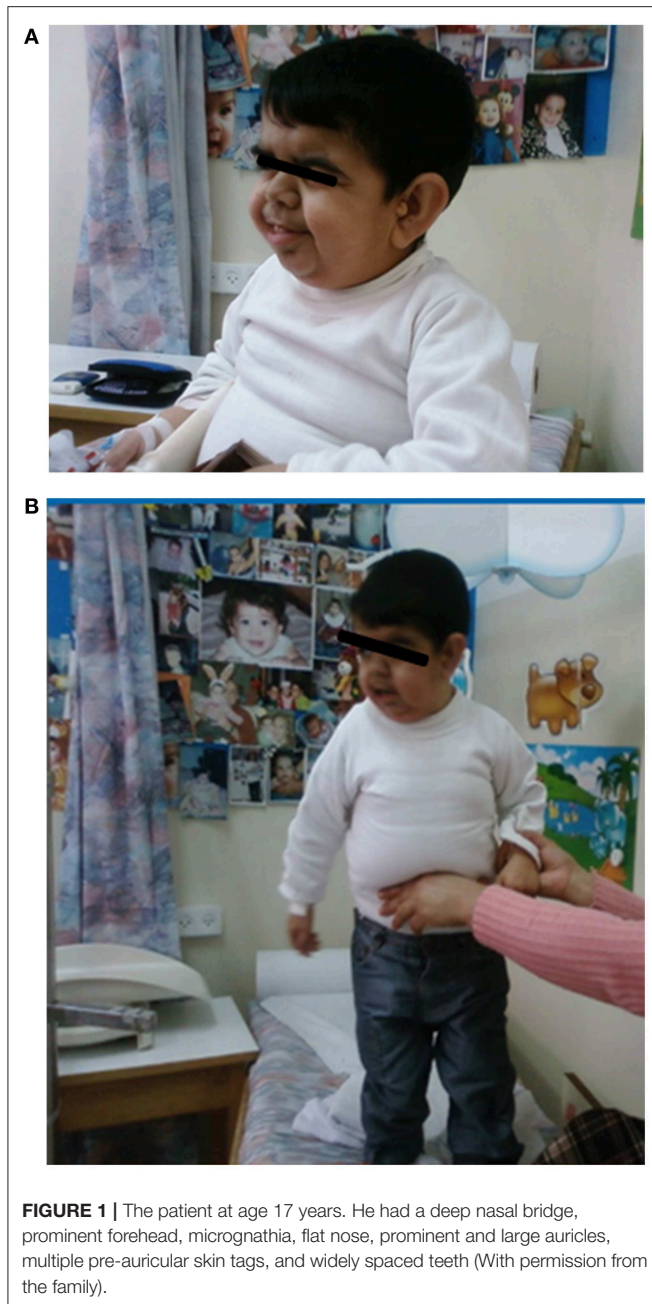 A
B
FIGURE 1 | The patient at age 17 years. He had a deep nasal bridge,
prominent forehead, micrognathia, flat nose, prominent and large auricles,
multiple pre-auricular skin tags, and widely spaced teeth (With permission from
the family).